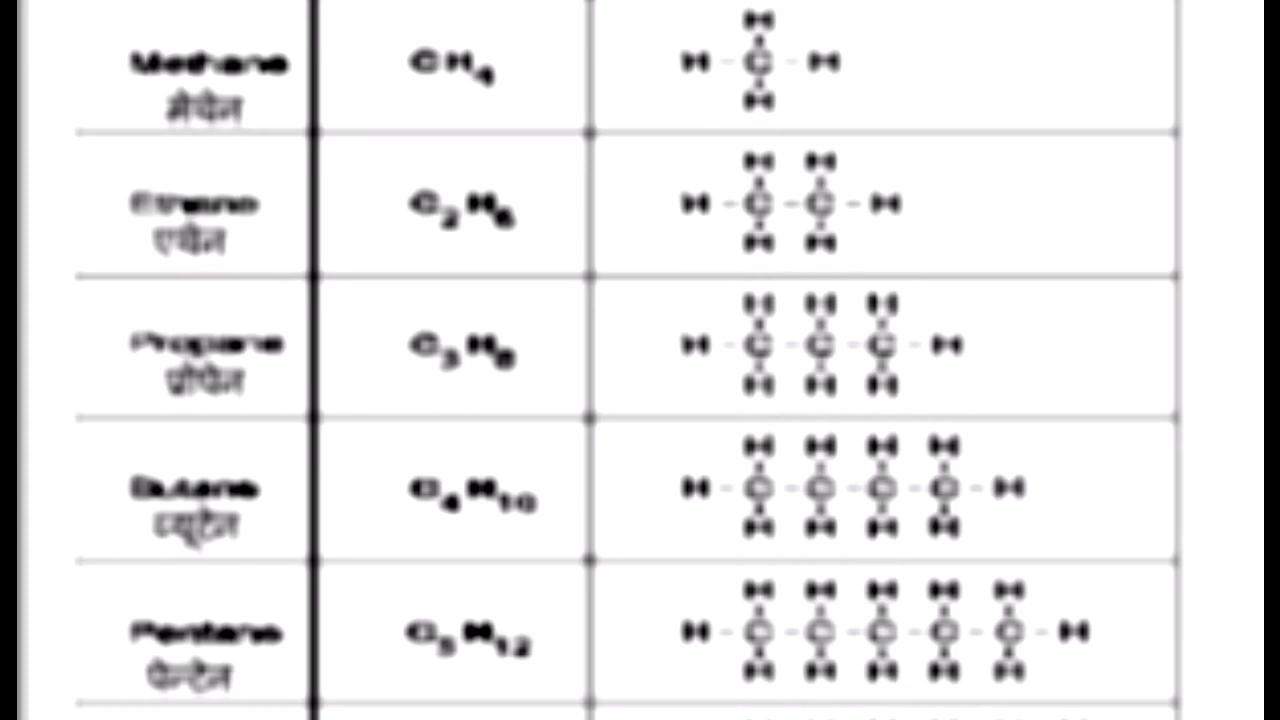 Methane
मेथेन
CH₄
H
H - C - H
H
Ethane
एथेन
C₂H₆
H H
H - C - C - H
H H
Propane
प्रोपेन
C₃H₈
H H H
H - C - C - C - H
H H H
Butane
ब्यूटेन
C₄H₁₀
H H H H
H - C - C - C - C - H
H H H H
Pentane
पेन्टेन
C₅H₁₂
H H H H H
H - C - C - C - C - C - H
H H H H H